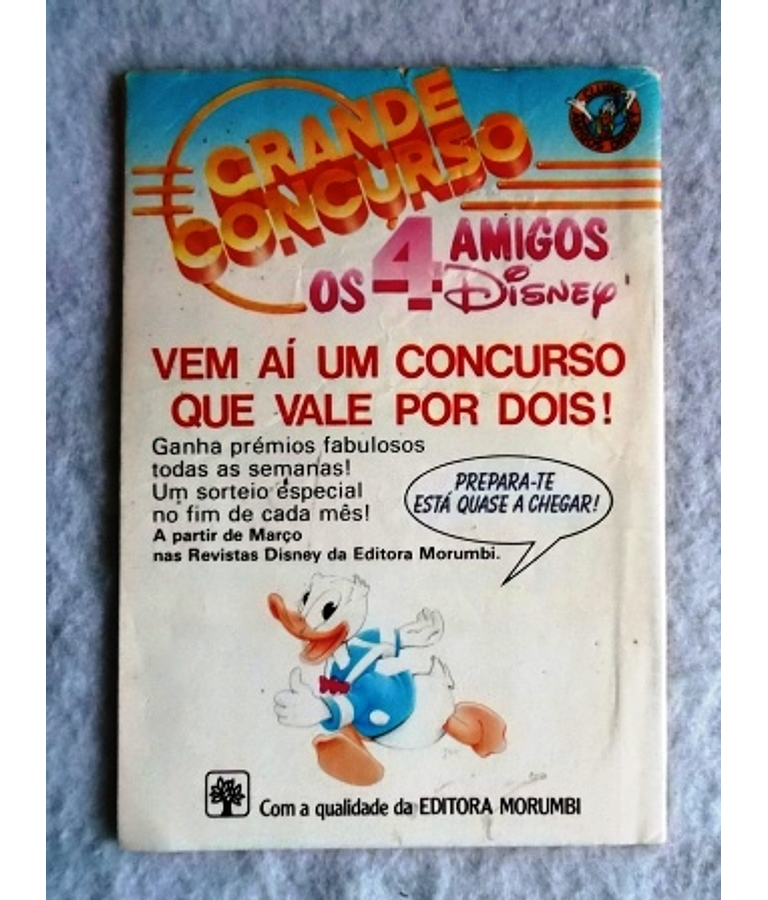 GRANDE
CONCURSO
OS 4 AMIGOS
Disney
VEM AÍ UM CONCURSO
QUE VALE POR DOIS!
Ganha prémios fabulosos
todas as semanas!
Um sorteio especial
no fim de cada mês!
A partir de Março
nas Revistas Disney da Editora Morumbi.
PREPARA-TE
ESTÁ QUASE A CHEGAR!
Com a qualidade da EDITORA MORUMBI